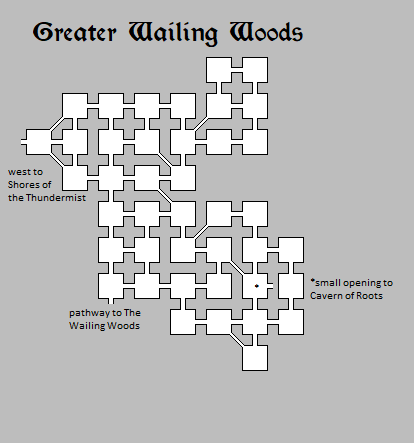 Greater Wailing Woods
west to
Shores of
the Thundermist
*
*small opening to
Cavern of Roots
pathway to The
Wailing Woods